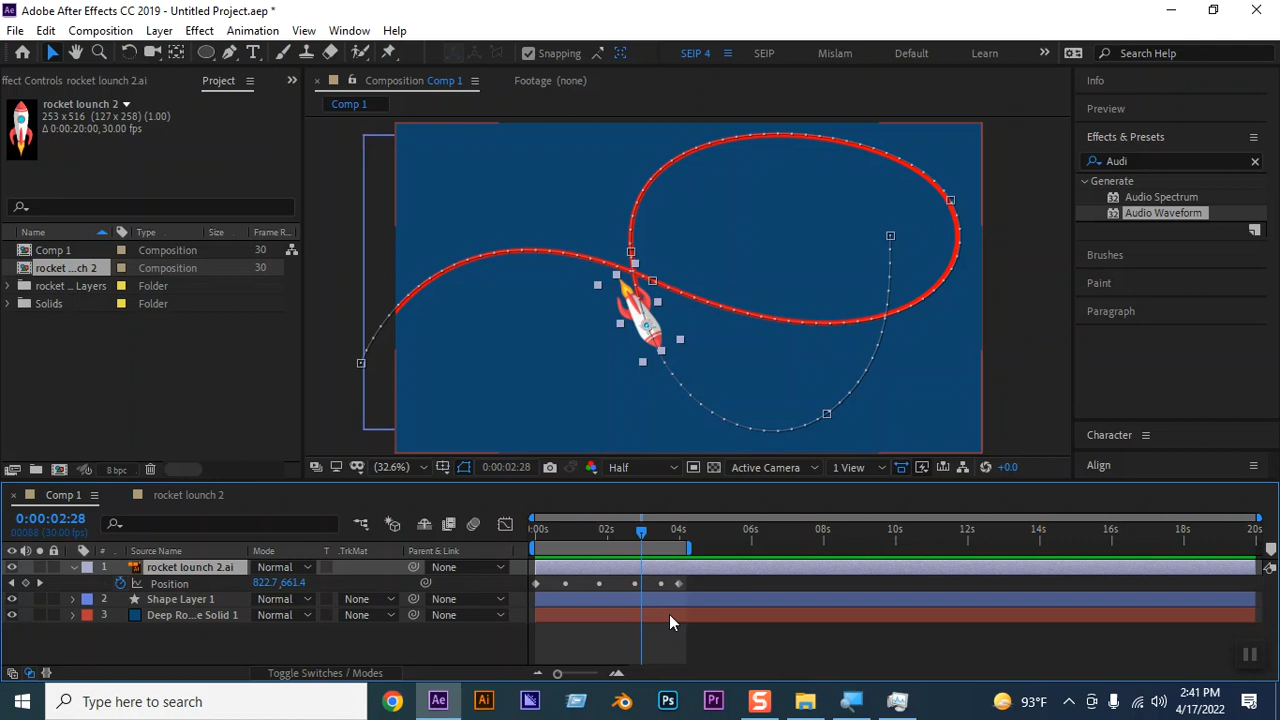 Ae Adobe After Effects CC 2019 - Untitled Project.aep *
File Edit Composition Layer Effect Animation View Window Help
Snapping SEIP 4 SEIP Mislam Default Learn Search Help
ffect Controls rocket lounch 2.ai Project Composition Comp 1 Footage (none) Info
rocket lounch 2
253 x 516 (127 x 258) (1.00)
Δ 0:00:20:00, 30.00 fps
Comp 1
Preview
Effects & Presets
Audi
Generate
Audio Spectrum
Audio Waveform
Name Type Size Frame R
Comp 1 Composition 30
rocket ...ch 2 Composition 30
rocket ... Layers Folder
Solids Folder
Brushes
Paint
Paragraph
Character
8 bpc (32.6%) 0:00:02:28 Half Active Camera 1 View +0.0 Align
Comp 1 rocket lounch 2
0:00:02:28
00088 (30.00 fps)
:00s 02s 04s 06s 08s 10s 12s 14s 16s 18s 20s
# Source Name Mode T .TrkMat Parent & Link
1 rocket lounch 2.ai Normal None
Position 822.7,661.4
2 Shape Layer 1 Normal None None
3 Deep Ro...e Solid 1 Normal None None
Toggle Switches / Modes
Type here to search Ae Ai Ps Pr S 93°F 2:41 PM
4/17/2022